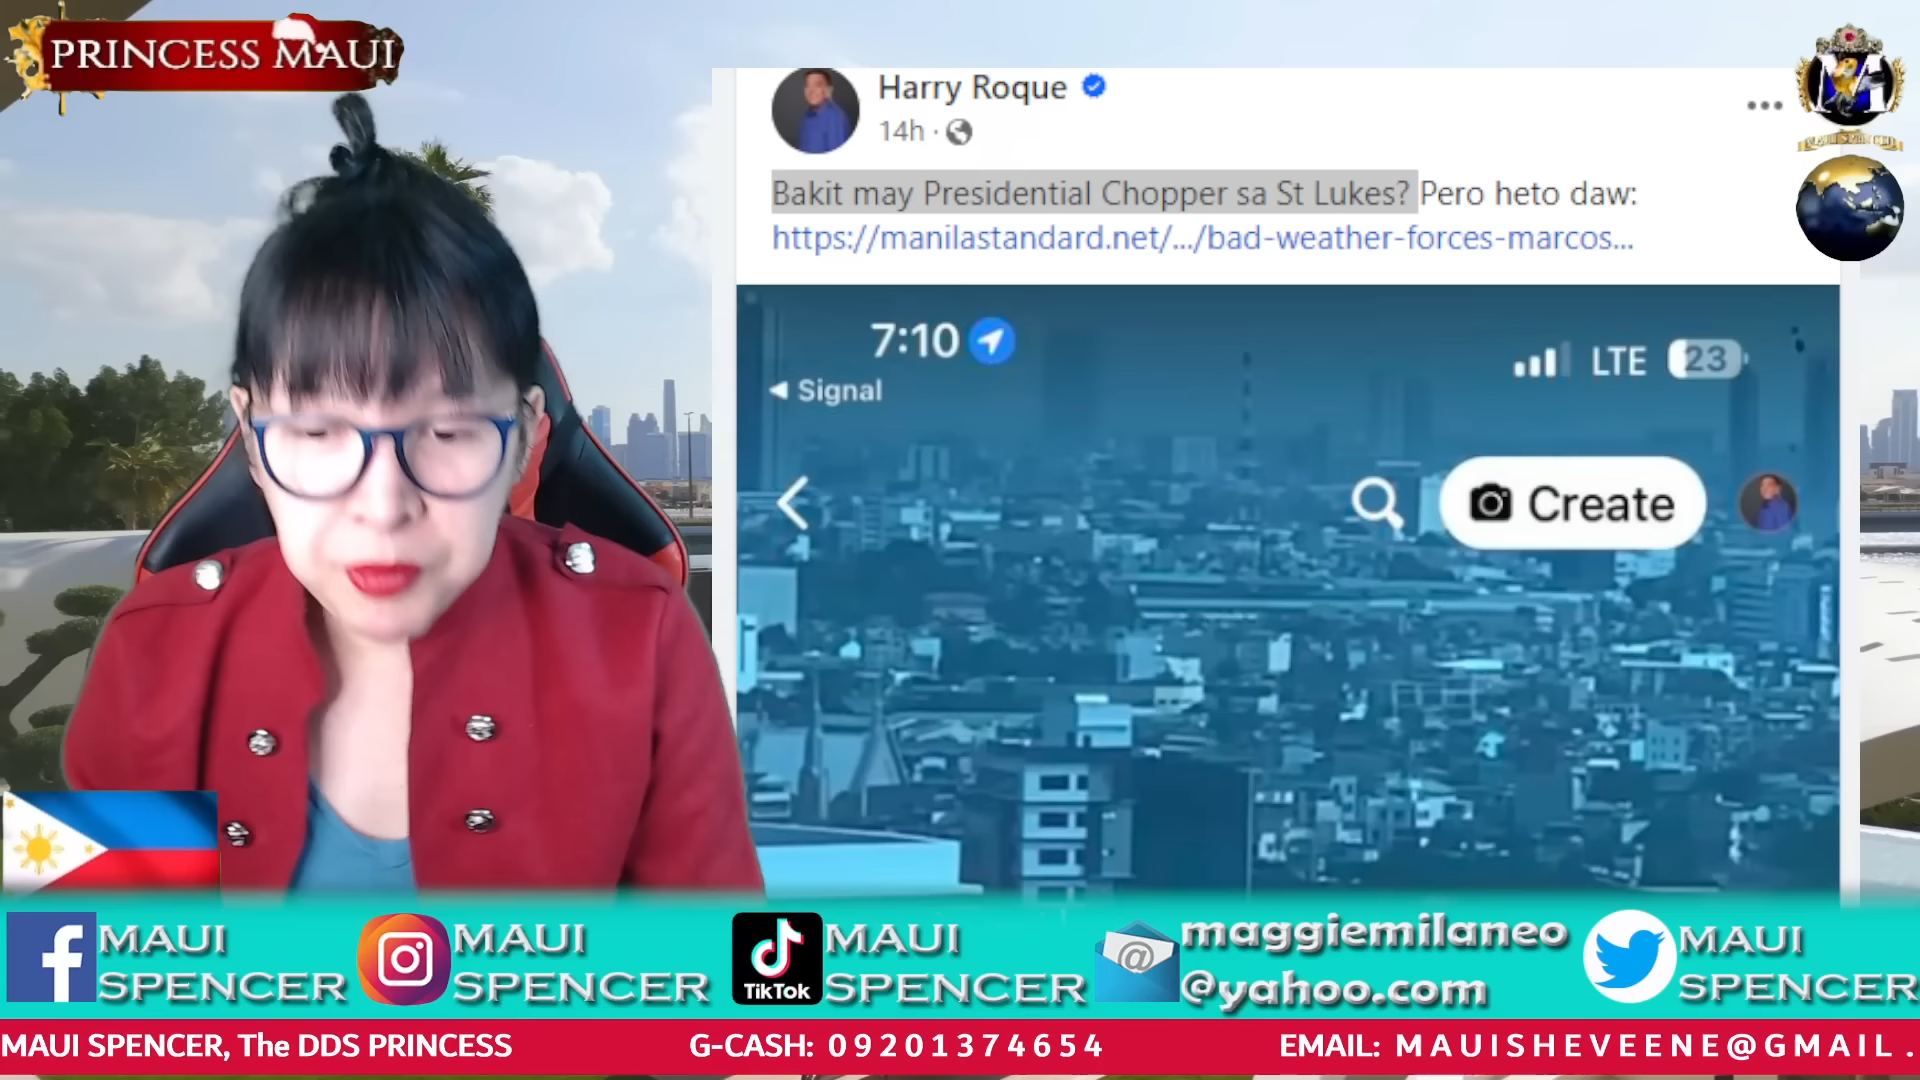 PRINCESS MAUI
Harry Roque
14h ·
Bakit may Presidential Chopper sa St Lukes? Pero heto daw:
https://manilastandard.net/.../bad-weather-forces-marcos...
7:10
LTE 23
Signal
Create
M
MAUI SPENCER
MAUI SPENCER
TikTok
MAUI SPENCER
maggiemilaneo
@yahoo.com
MAUI SPENCER
MAUI SPENCER, The DDS PRINCESS
G-CASH: 09201374654
EMAIL: MAUISHEVEENE@GMAIL.